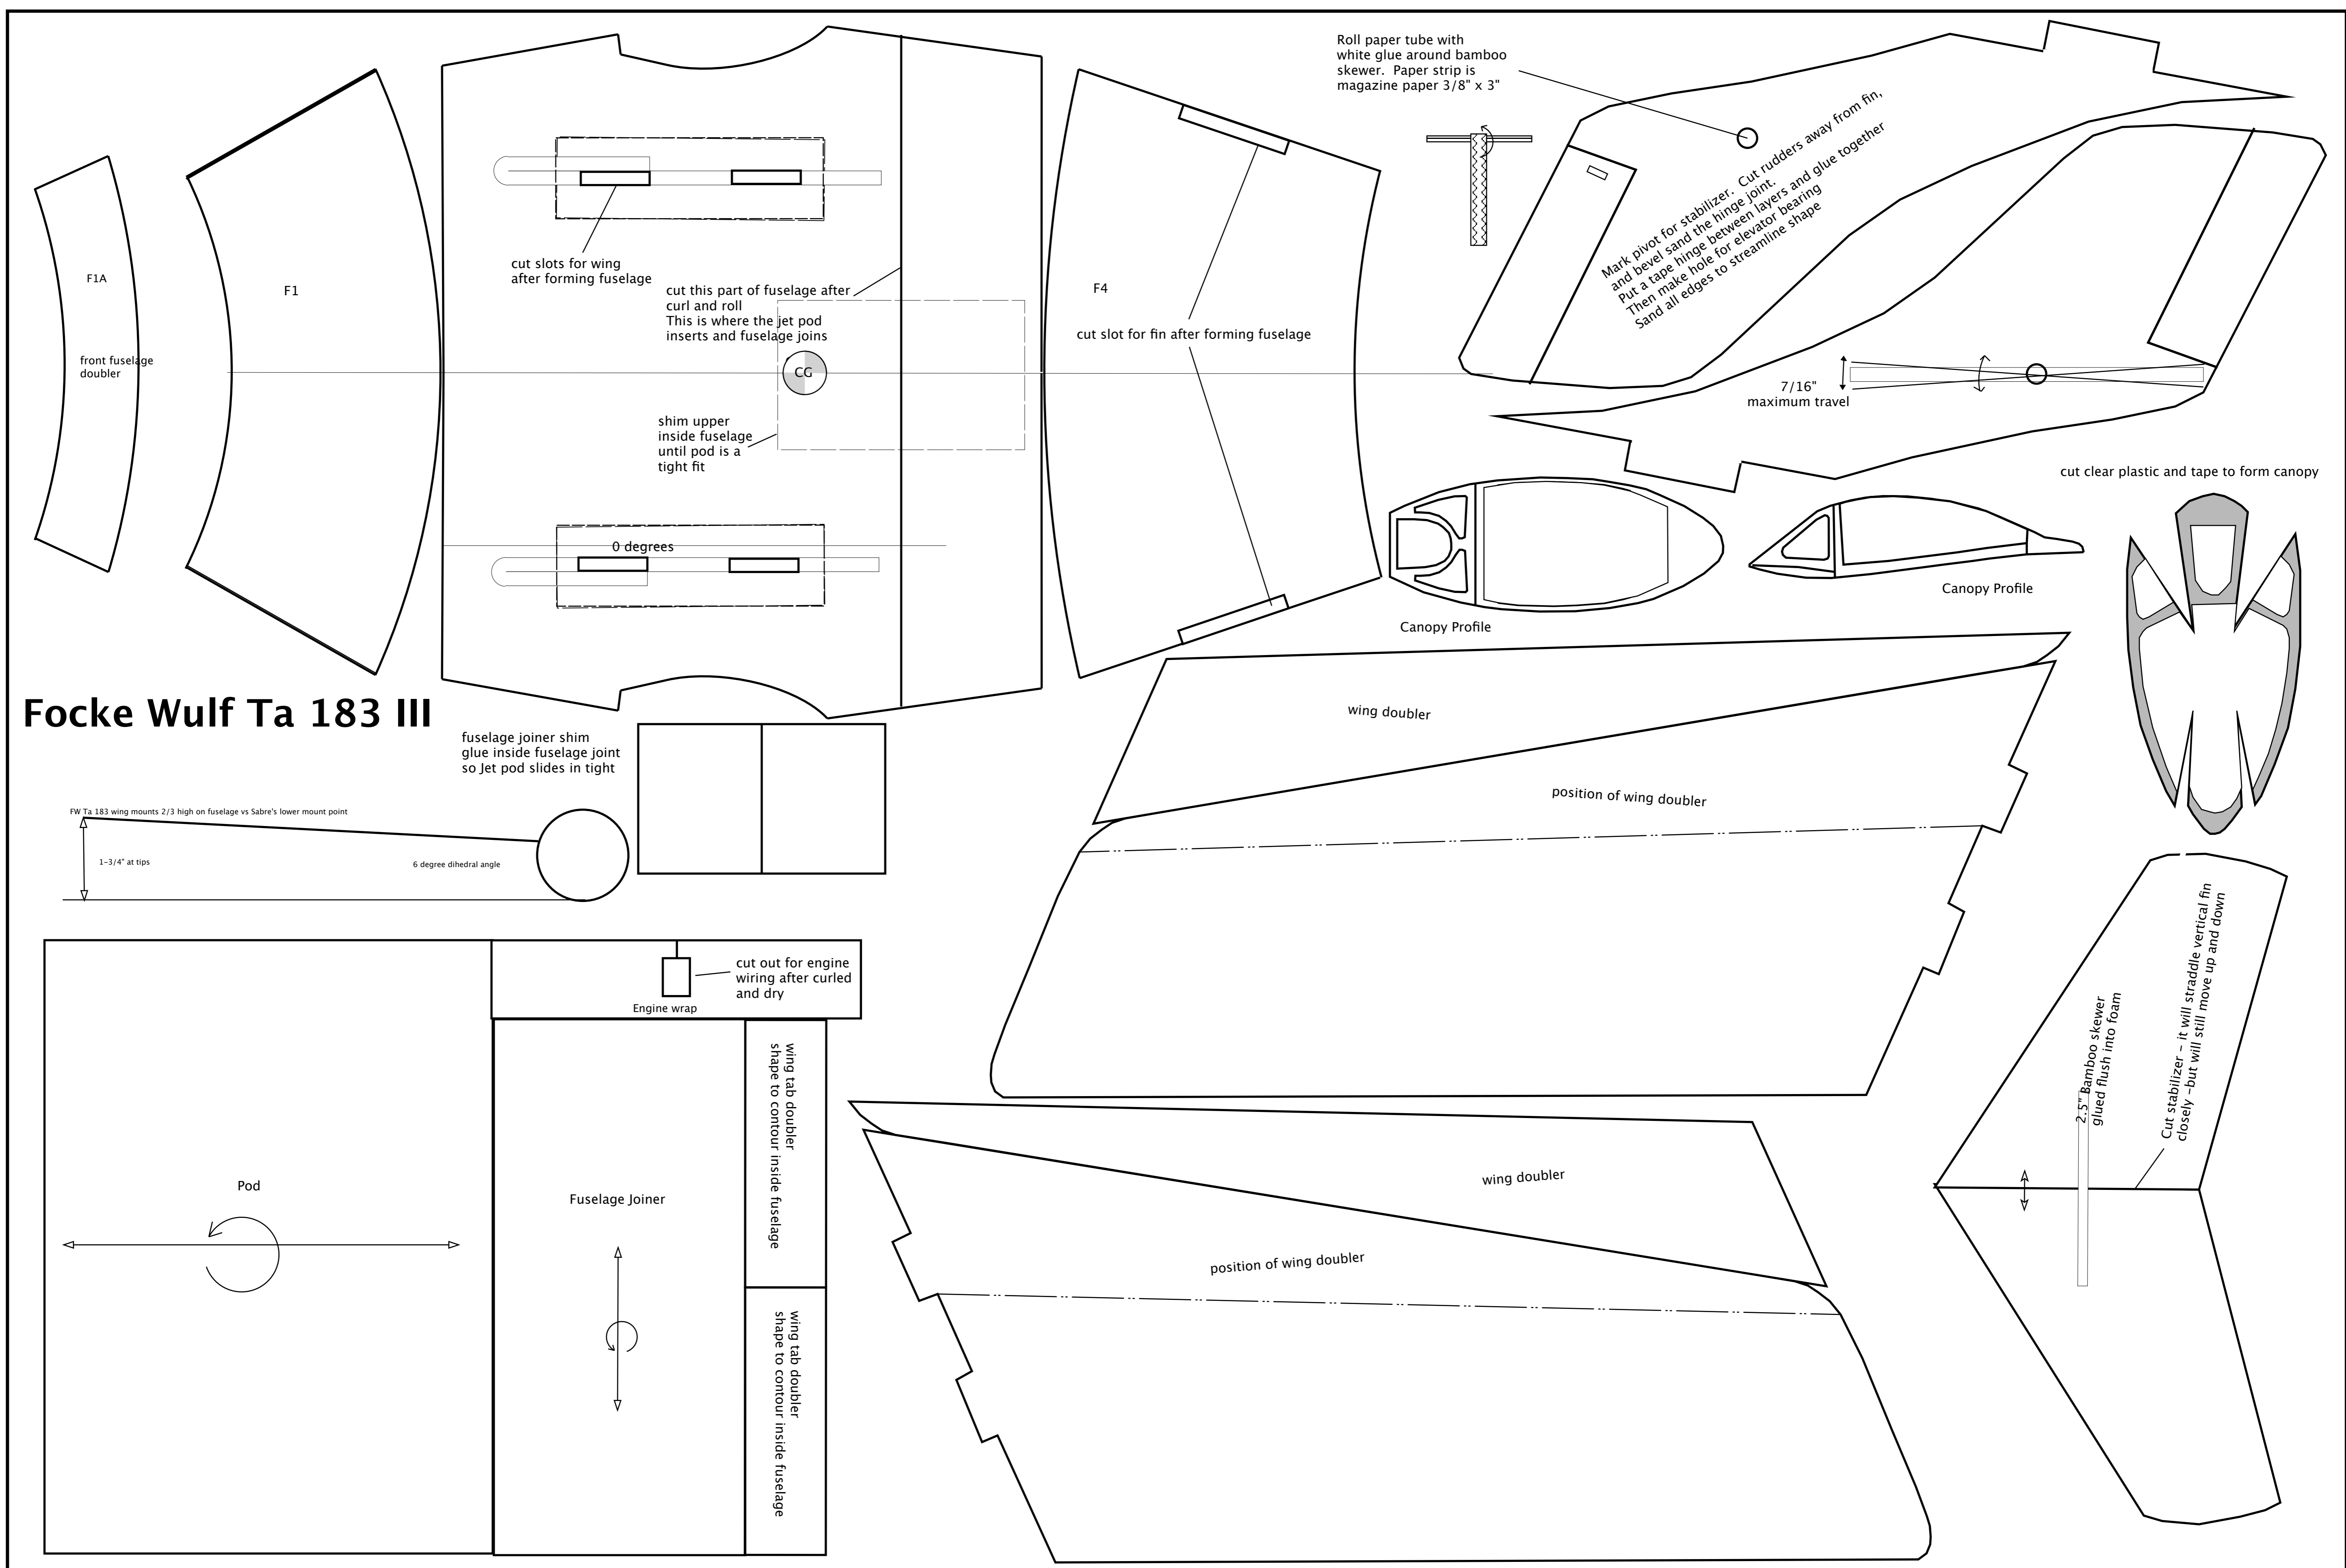 Roll paper tube with
white glue around bamboo
skewer. Paper strip is
magazine paper 3/8" x 3"
Mark pivot for stabilizer. Cut rudders away from fin,
and bevel sand the hinge joint.
Put a tape hinge between layers and glue together
Then make hole for elevator bearing
Sand all edges to streamline shape
F1A
front fuselage
doubler
F1
cut slots for wing
after forming fuselage
cut this part of fuselage after
curl and roll
This is where the jet pod
inserts and fuselage joins
CG
shim upper
inside fuselage
until pod is a
tight fit
0 degrees
F4
cut slot for fin after forming fuselage
7/16"
maximum travel
cut clear plastic and tape to form canopy
Canopy Profile
Canopy Profile
Focke Wulf Ta 183 III
fuselage joiner shim
glue inside fuselage joint
so Jet pod slides in tight
FW Ta 183 wing mounts 2/3 high on fuselage vs Sabre's lower mount point
1-3/4" at tips
6 degree dihedral angle
wing doubler
position of wing doubler
cut out for engine
wiring after curled
and dry
Engine wrap
Pod
Fuselage Joiner
wing tab doubler
shape to contour inside fuselage
wing tab doubler
shape to contour inside fuselage
wing doubler
position of wing doubler
2.5" Bamboo skewer
glued flush into foam
Cut stabilizer - it will straddle vertical fin
closely -but will still move up and down